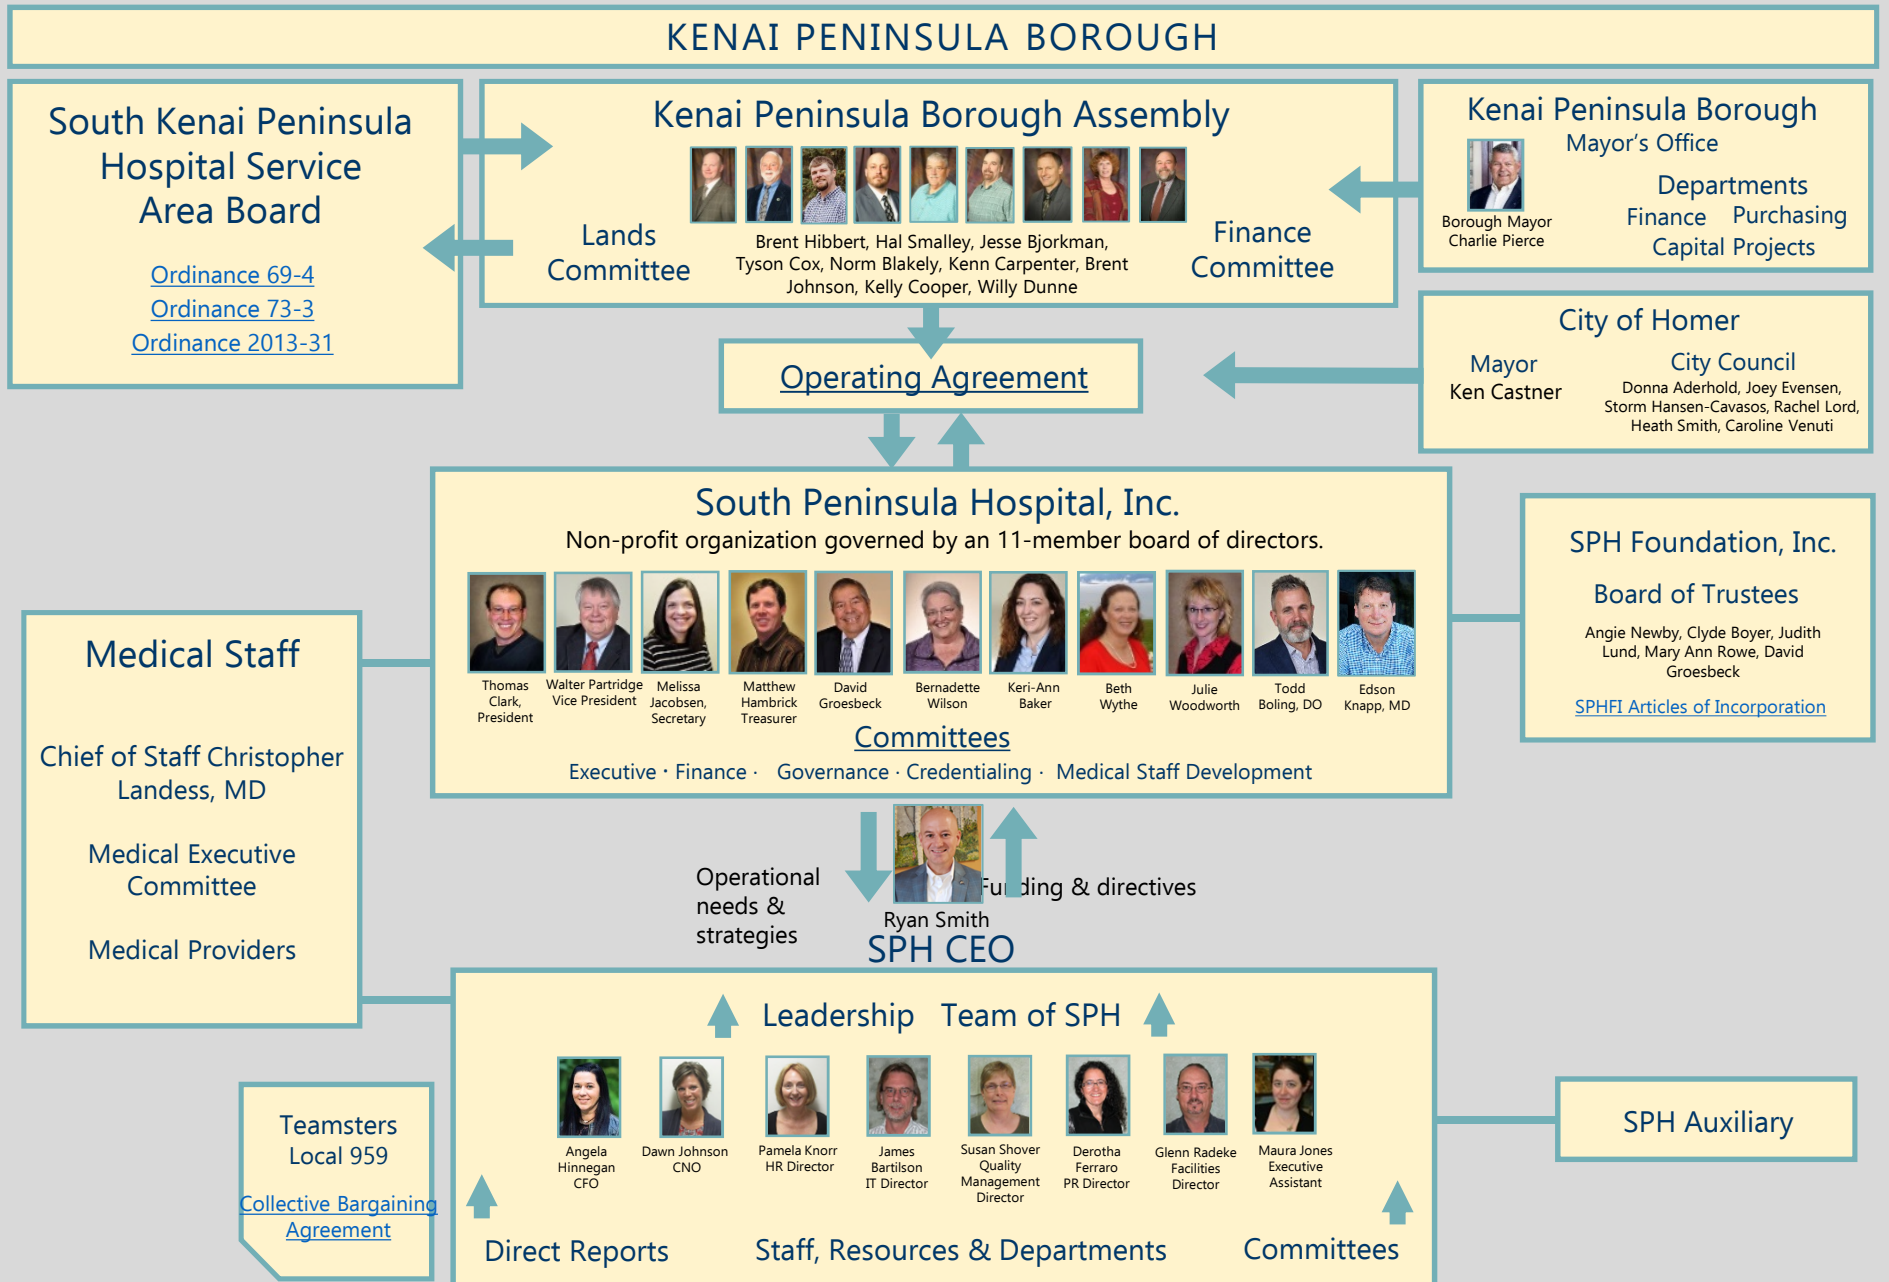 KENAI PENINSULA BOROUGH
South Kenai Peninsula
Hospital Service
Area Board
Ordinance 69-4
Ordinance 73-3
Ordinance 2013-31
Kenai Peninsula Borough Assembly
Lands
Committee
Brent Hibbert, Hal Smalley, Jesse Bjorkman,
Tyson Cox, Norm Blakely, Kenn Carpenter, Brent
Johnson, Kelly Cooper, Willy Dunne
Finance
Committee
Kenai Peninsula Borough
Mayor's Office
Borough Mayor
Charlie Pierce
Departments
Finance Purchasing
Capital Projects
Operating Agreement
City of Homer
Mayor
Ken Castner
City Council
Donna Aderhold, Joey Evensen,
Storm Hansen-Cavasos, Rachel Lord,
Heath Smith, Caroline Venuti
South Peninsula Hospital, Inc.
Non-profit organization governed by an 11-member board of directors.
Thomas
Clark,
President
Walter Partridge
Vice President
Melissa
Jacobsen,
Secretary
Matthew
Hambrick
Treasurer
David
Groesbeck
Bernadette
Wilson
Keri-Ann
Baker
Beth
Wythe
Julie
Woodworth
Todd
Boling, DO
Edson
Knapp, MD
Committees
Executive · Finance · Governance · Credentialing · Medical Staff Development
SPH Foundation, Inc.
Board of Trustees
Angie Newby, Clyde Boyer, Judith
Lund, Mary Ann Rowe, David
Groesbeck
SPHFI Articles of Incorporation
Medical Staff
Chief of Staff Christopher
Landess, MD
Medical Executive
Committee
Medical Providers
Operational
needs &
strategies
Funding & directives
Ryan Smith
SPH CEO
Leadership Team of SPH
Angela
Hinnegan
CFO
Dawn Johnson
CNO
Pamela Knorr
HR Director
James
Bartilson
IT Director
Susan Shover
Quality
Management
Director
Derotha
Ferraro
PR Director
Glenn Radeke
Facilities
Director
Maura Jones
Executive
Assistant
Direct Reports
Staff, Resources & Departments
Committees
Teamsters
Local 959
Collective Bargaining
Agreement
SPH Auxiliary